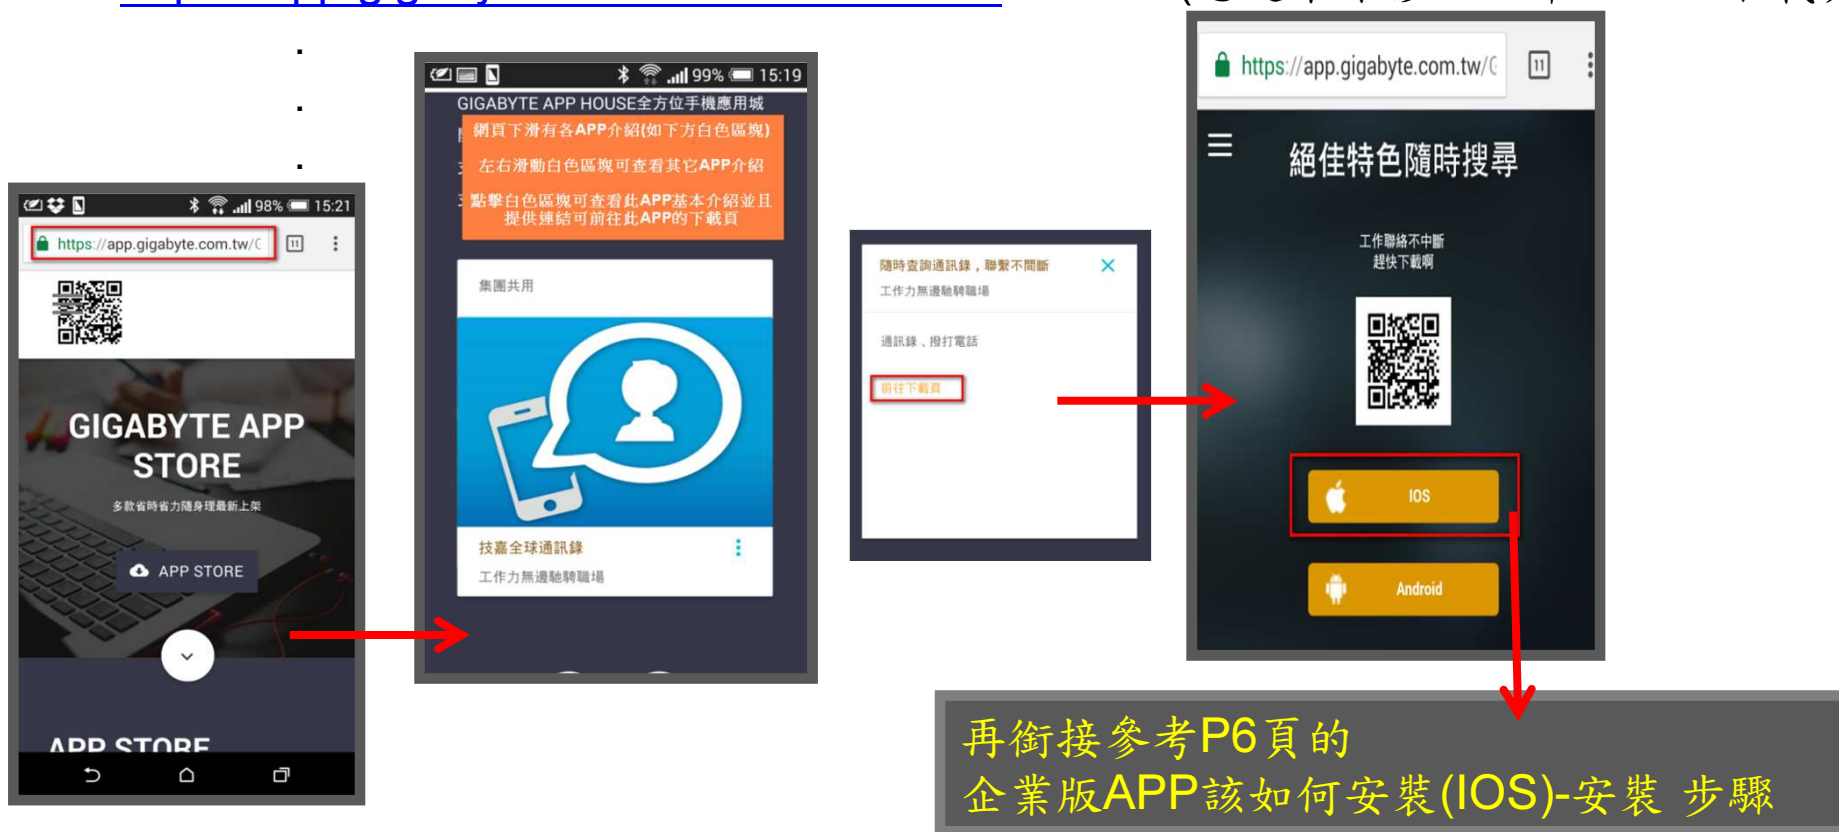 98% 15:21
https://app.gigabyte.com.tw/
11
GIGABYTE APP
STORE
多款省時省力隨身理最新上架
APP STORE
APP STORE
99% 15:19
GIGABYTE APP HOUSE全方位手機應用城
網頁下滑有各APP介紹(如下方白色區塊)
左右滑動白色區塊可查看其它APP介紹
點擊白色區塊可查看此APP基本介紹並且
提供連結可前往此APP的下載頁
集團共用
技嘉全球通訊錄
工作力無邊馳騁職場
隨時查詢通訊錄，聯繫不間斷
工作力無邊馳騁職場
通訊錄、撥打電話
前往下載頁
https://app.gigabyte.com.tw/G
11
絕佳特色隨時搜尋
工作聯絡不中斷
趕快下載啊
IOS
Android
再銜接參考P6頁的
企業版APP該如何安裝(IOS)-安裝 步驟